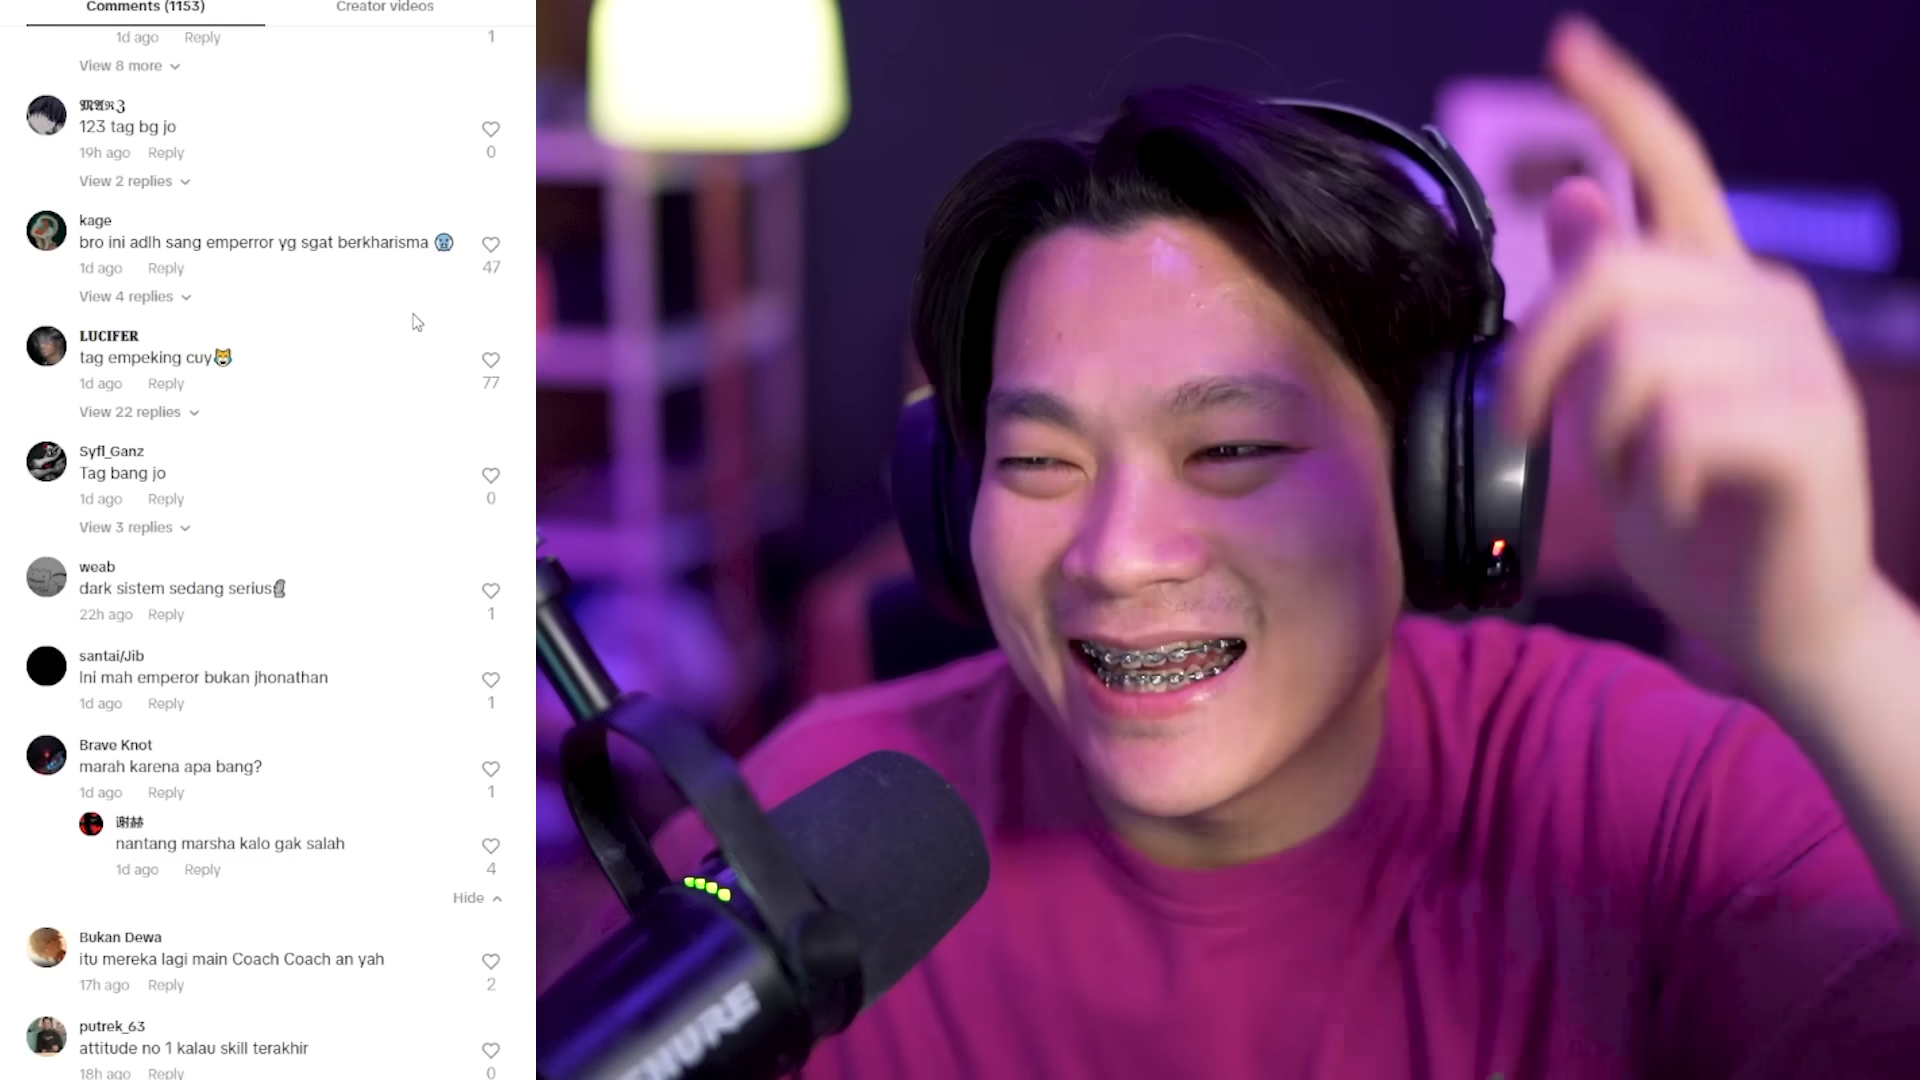 Comments (1153)
Creator videos
1d ago Reply 1
View 8 more
𝕸𝕬𝕽3
123 tag bg jo
19h ago Reply 0
View 2 replies
kage
bro ini adlh sang emperror yg sgat berkharisma 🥶
1d ago Reply 47
View 4 replies
LUCIFER
tag empeking cuy😹
1d ago Reply 77
View 22 replies
Syfl_Ganz
Tag bang jo
1d ago Reply 0
View 3 replies
weab
dark sistem sedang serius🗿
22h ago Reply 1
santai/Jib
Ini mah emperor bukan jhonathan
1d ago Reply 1
Brave Knot
marah karena apa bang?
1d ago Reply 1
谢赫
nantang marsha kalo gak salah
1d ago Reply 4
Hide
Bukan Dewa
itu mereka lagi main Coach Coach an yah
17h ago Reply 2
putrek_63
attitude no 1 kalau skill terakhir
18h ago Reply 0
SHURE